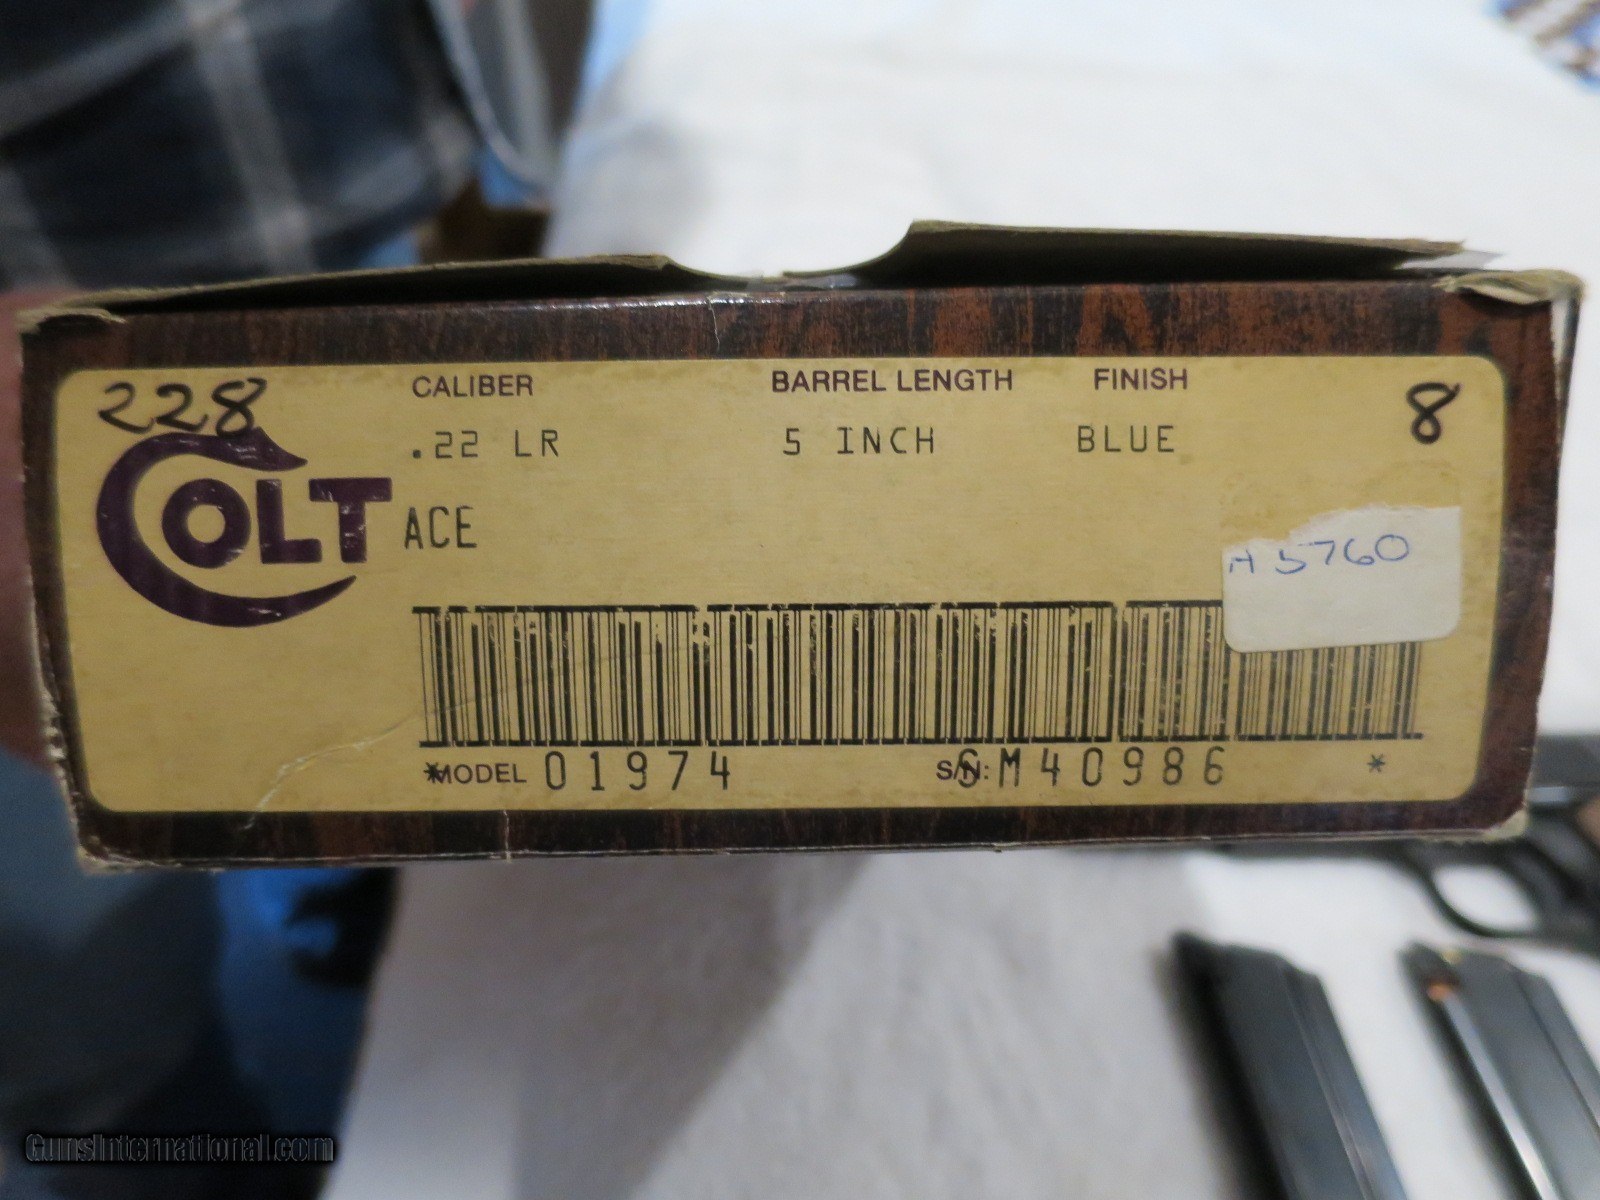 228
CALIBER BARREL LENGTH FINISH
8
.22 LR 5 INCH BLUE
COLT
ACE
A 5760
*MODEL 01974 S/N: SM40986 *
GunsInternational.com